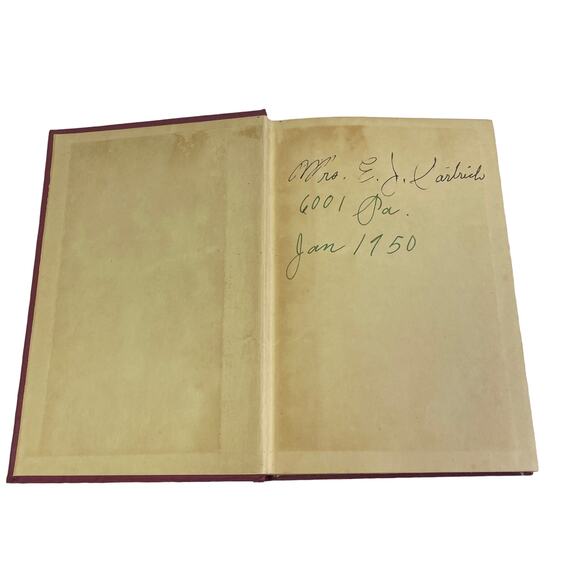 Mrs. E. J.
6001 Pa.
Jan 1950